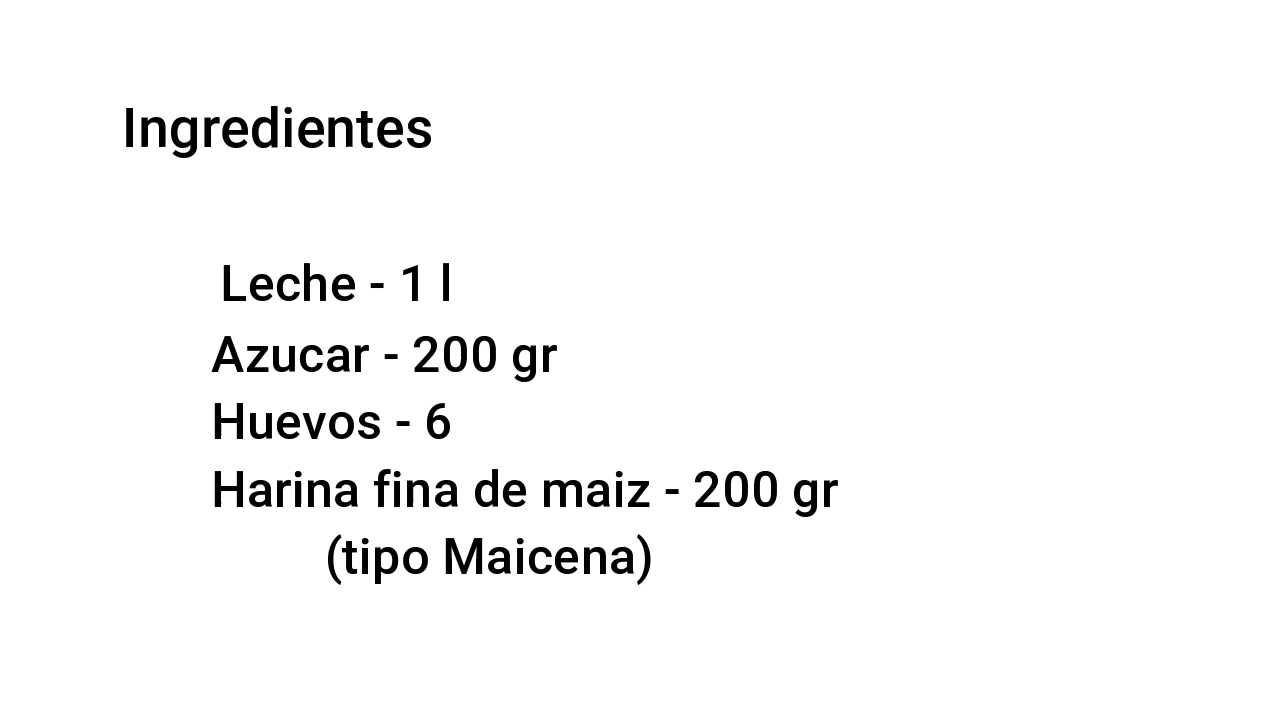 Ingredientes
Leche - 1 l
Azucar - 200 gr
Huevos - 6
Harina fina de maiz - 200 gr
(tipo Maicena)